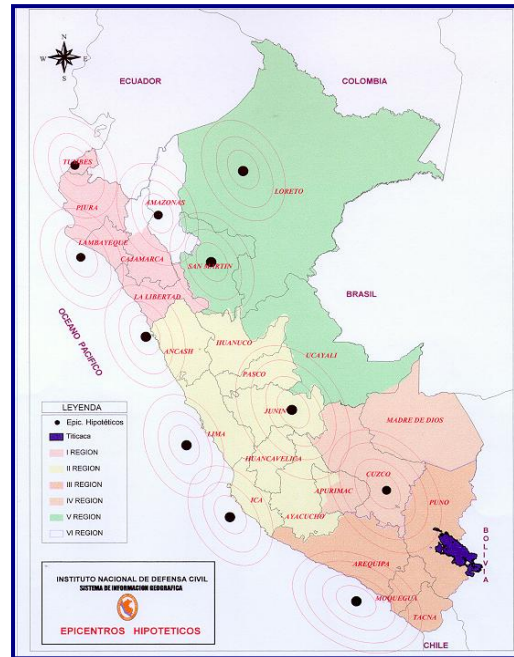 N
W E
S
ECUADOR
COLOMBIA
TUMBES
LORETO
AMAZONAS
PIURA
LAMBAYEQUE
CAJAMARCA
SAN MARTIN
LA LIBERTAD
BRASIL
OCEANO PACIFICO
HUANUCO
ANCASH
UCAYALI
PASCO
JUNIN
MADRE DE DIOS
LIMA
HUANCAVELICA
CUZCO
APURIMAC
ICA
PUNO
AYACUCHO
BOLIVIA
AREQUIPA
MOQUEGUA
TACNA
CHILE
LEYENDA
Epic. Hipotéticos
Titicaca
I REGION
II REGION
III REGION
IV REGION
V REGION
VI REGION
INSTITUTO NACIONAL DE DEFENSA CIVIL
SISTEMA DE INFORMACION GEOGRAFICA
EPICENTROS HIPOTETICOS